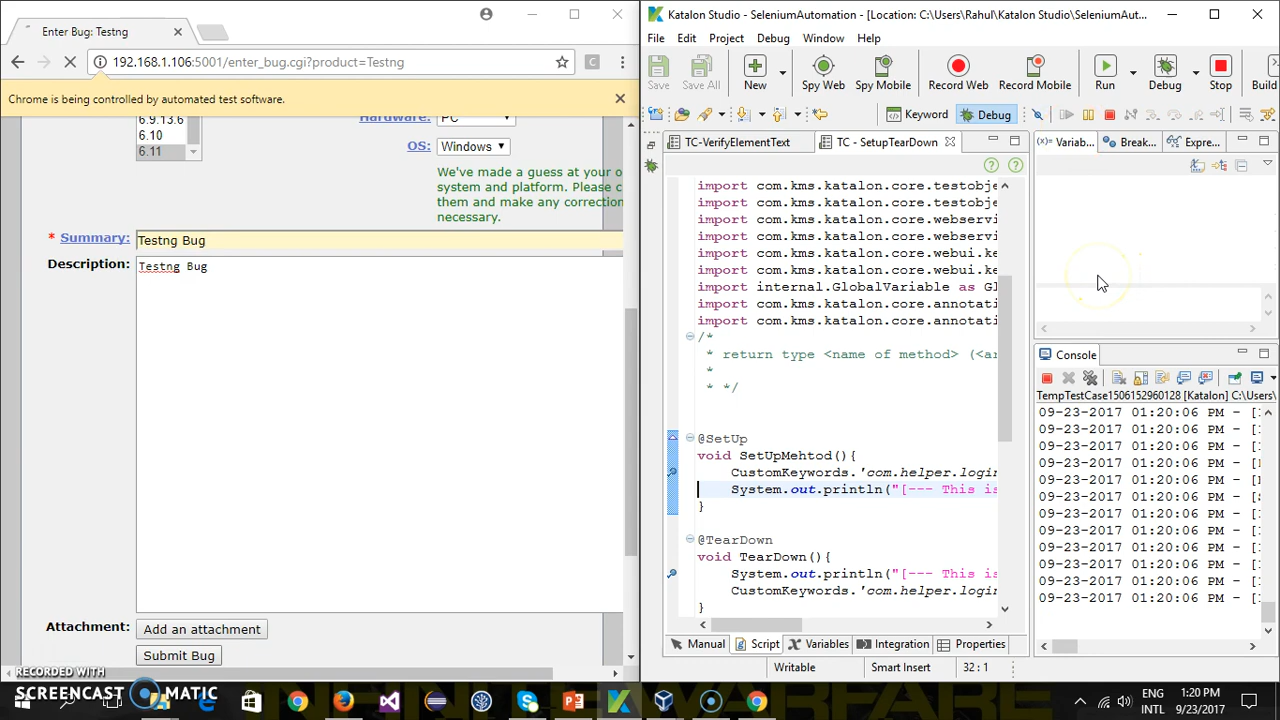 Enter Bug: Testng
192.168.1.106:5001/enter_bug.cgi?product=Testng
C
Chrome is being controlled by automated test software.
6.9.13.6
6.10
6.11
Hardware: PC
OS: Windows
We've made a guess at your o
system and platform. Please c
them and make any correction
necessary.
* Summary: Testng Bug
Description: Testng Bug
Attachment: Add an attachment
Submit Bug
RECORDED WITH
SCREENCAST MATIC
Katalon Studio - SeleniumAutomation - [Location: C:\Users\Rahul\Katalon Studio\SeleniumAut...
File Edit Project Debug Window Help
Save Save All New Spy Web Spy Mobile Record Web Record Mobile Run Debug Stop Build
Keyword Debug
TC-VerifyElementText TC - SetupTearDown
import com.kms.katalon.core.testobje
import com.kms.katalon.core.testobje
import com.kms.katalon.core.webservi
import com.kms.katalon.core.webservi
import com.kms.katalon.core.webui.ke
import com.kms.katalon.core.webui.ke
import internal.GlobalVariable as Gl
import com.kms.katalon.core.annotati
import com.kms.katalon.core.annotati
/*
* return type <name of method> (<ar
*
* */
@SetUp
void SetUpMehtod(){
CustomKeywords.'com.helper.login
System.out.println("[--- This is
}
@TearDown
void TearDown(){
System.out.println("[--- This is
CustomKeywords.'com.helper.login
}
Manual Script Variables Integration Properties
Writable Smart Insert 32 : 1
(x)= Variab... Break... Expre...
Console
TempTestCase1506152960128 [Katalon] C:\Users\
09-23-2017 01:20:06 PM - [
09-23-2017 01:20:06 PM - [
09-23-2017 01:20:06 PM - [
09-23-2017 01:20:06 PM - [
09-23-2017 01:20:06 PM - [
09-23-2017 01:20:06 PM - [
09-23-2017 01:20:06 PM - [
09-23-2017 01:20:06 PM - [
09-23-2017 01:20:06 PM - [
09-23-2017 01:20:06 PM - [
09-23-2017 01:20:06 PM - [
09-23-2017 01:20:06 PM - [
ENG
INTL
1:20 PM
9/23/2017